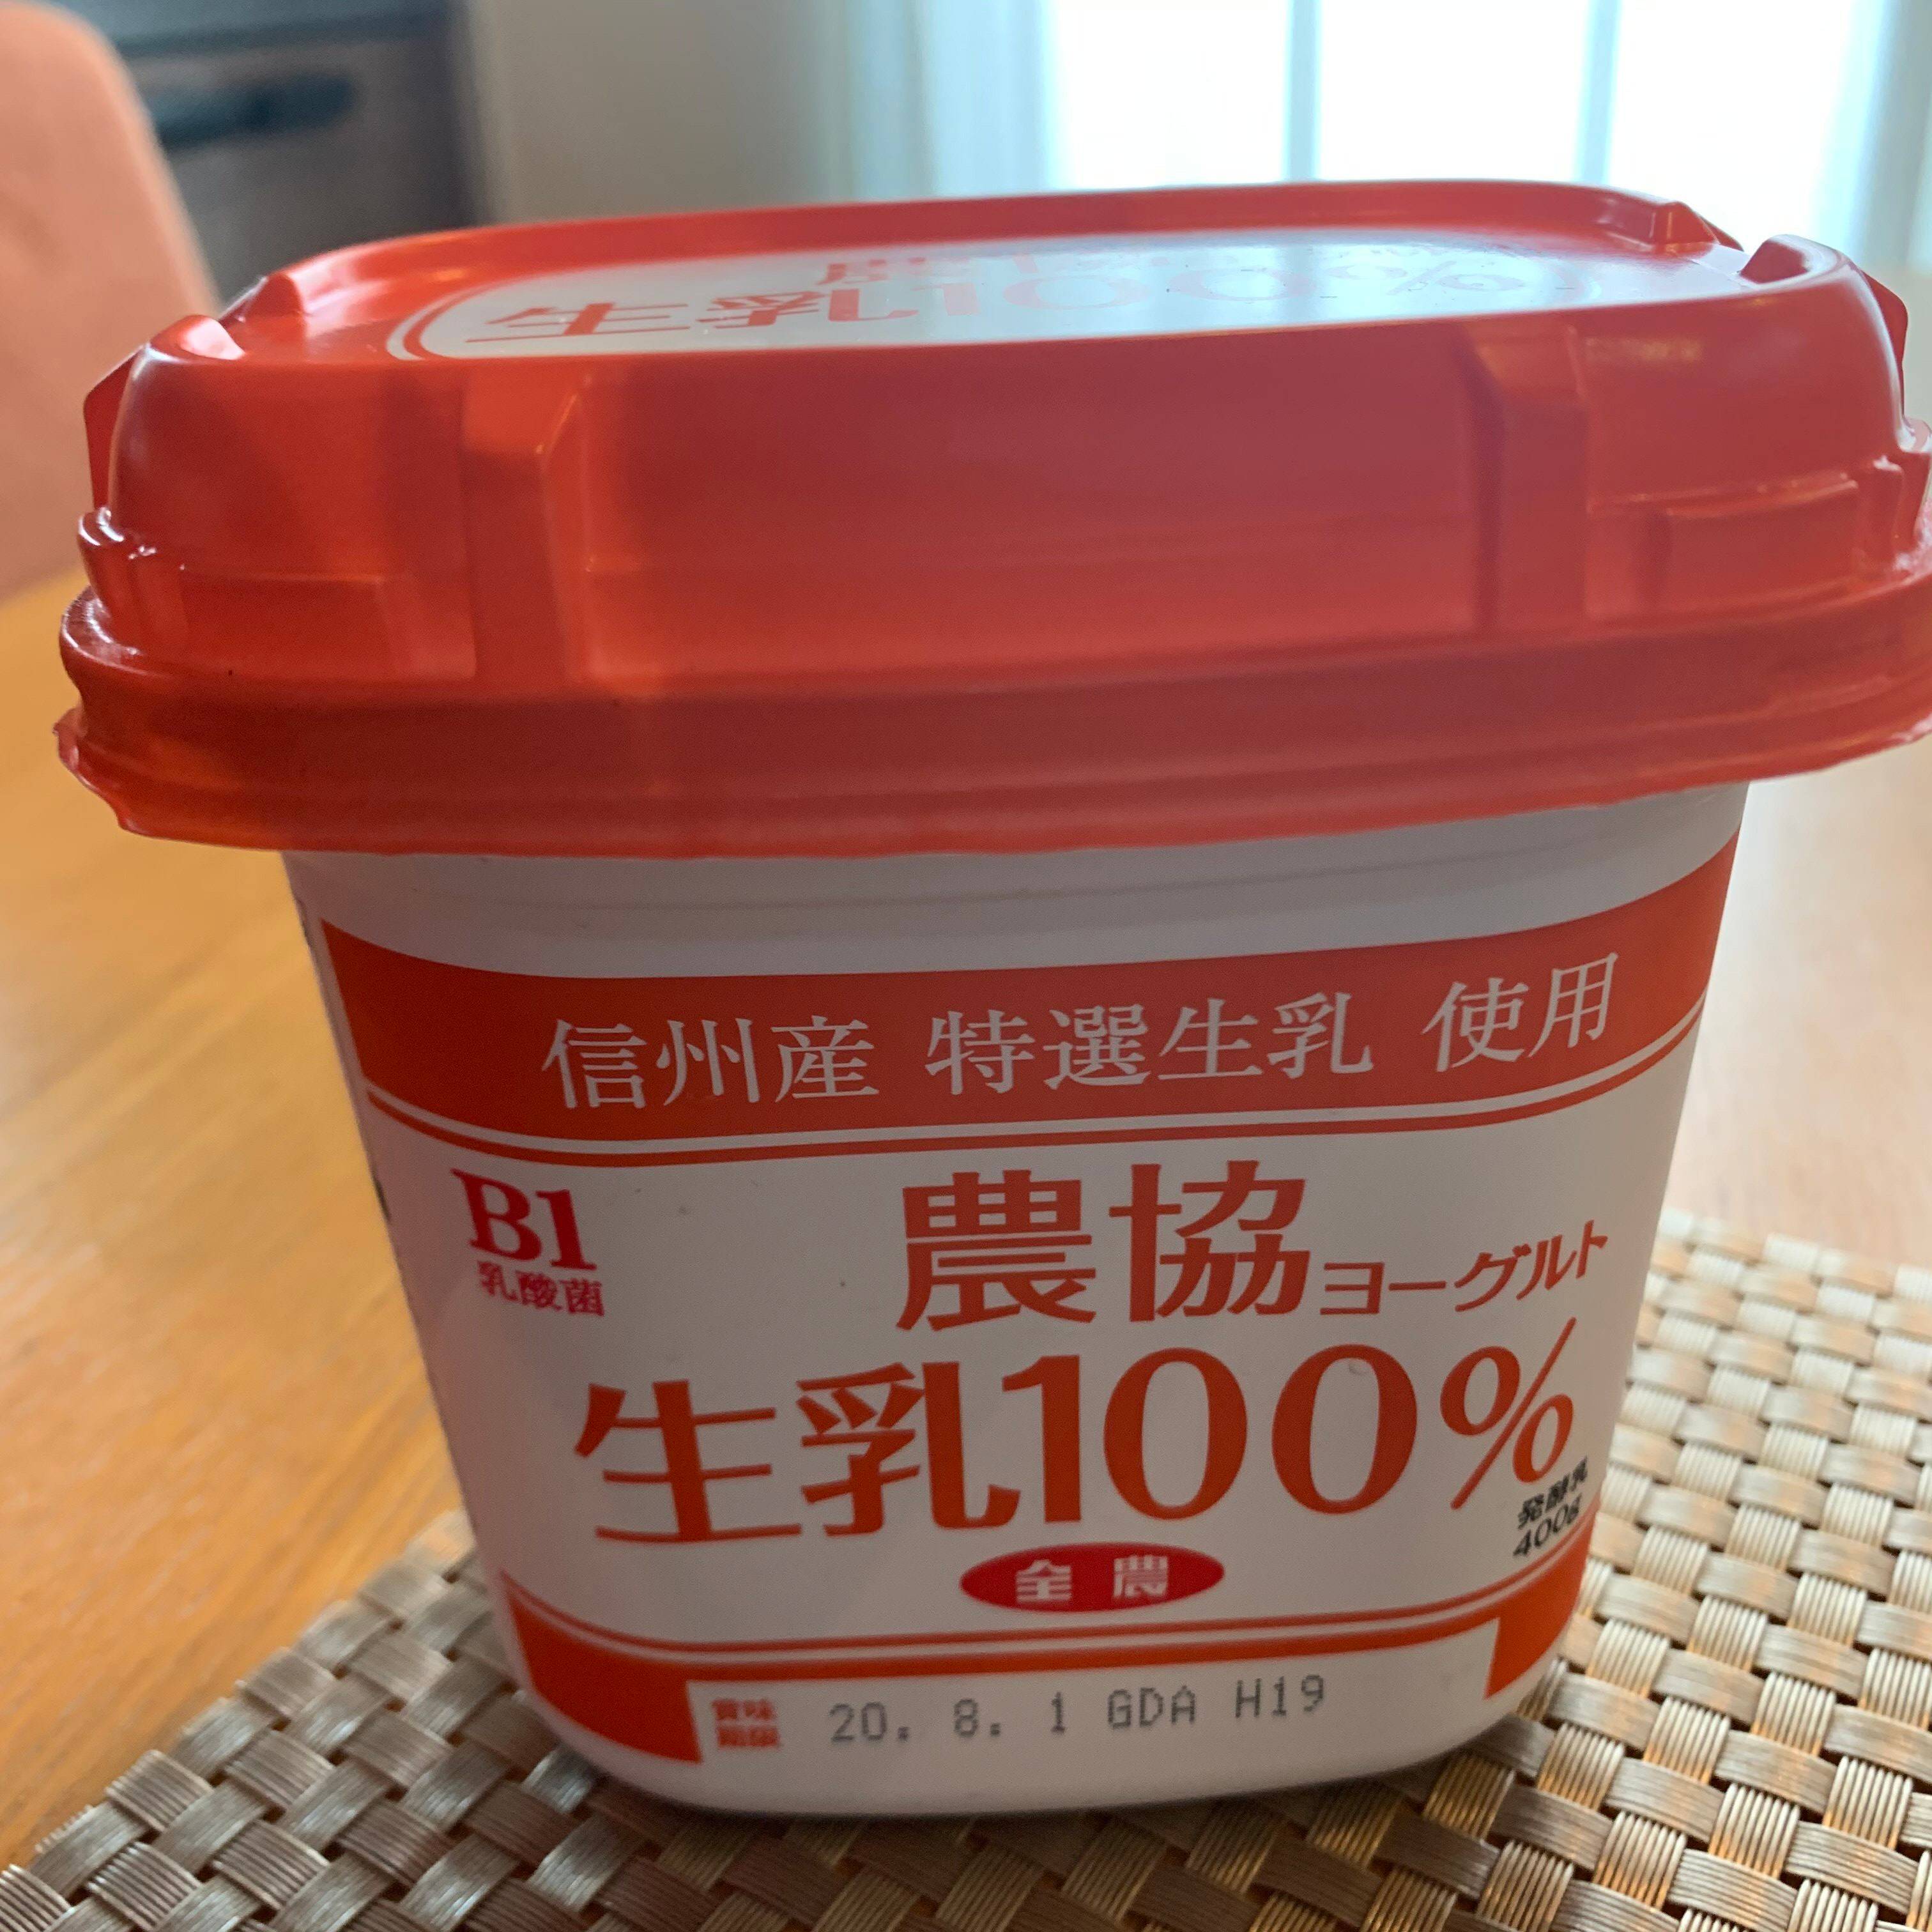 生乳100%
信州産 特選生乳 使用
B1
乳酸菌
農協ヨーグルト
生乳100%
発酵乳
400g
全農
賞味
期限
20. 8. 1 GDA H19